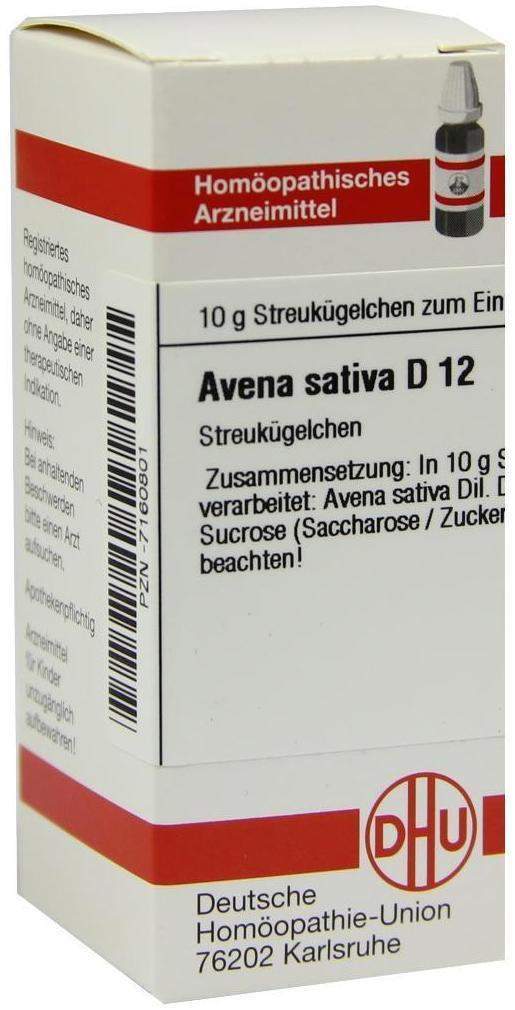 Homöopathisches
Arzneimittel
10 g Streukügelchen zum Ein
Avena sativa D 12
Streukügelchen
Zusammensetzung: In 10 g S
verarbeitet: Avena sativa Dil. D
Sucrose (Saccharose / Zucker
beachten!
DHU
Deutsche
Homöopathie-Union
76202 Karlsruhe
Registriertes
homöopathisches
Arzneimittel, daher
ohne Angabe einer
therapeutischen
Indikation.
Hinweis:
Bei anhaltenden
Beschwerden
bitte einen Arzt
aufsuchen.
Apothekenpflichtig
Arzneimittel
für Kinder
unzugänglich
aufbewahren!
PZN -7160801